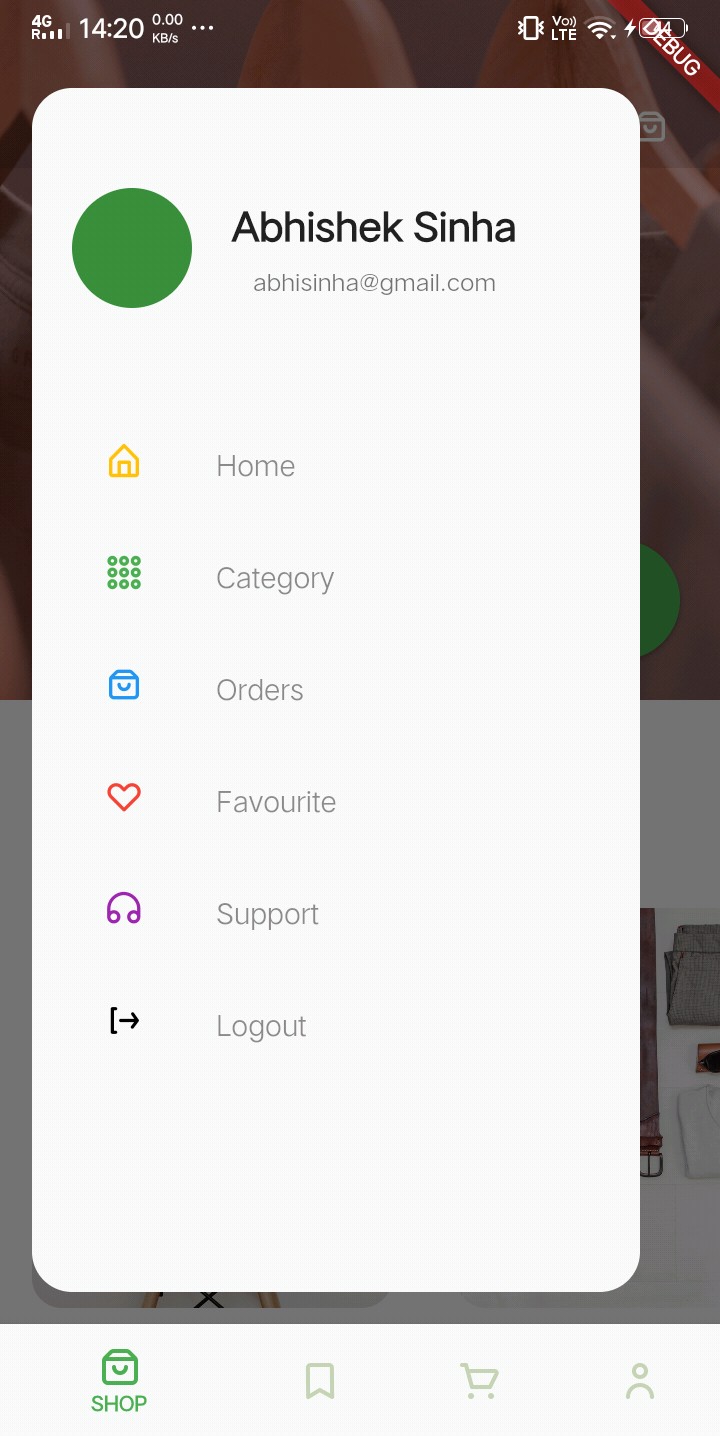 4G
R
14:20
0.00
KB/s
...
Vo))
LTE
44
DEBUG
Abhishek Sinha
abhisinha@gmail.com
Home
Category
Orders
Favourite
Support
Logout
SHOP